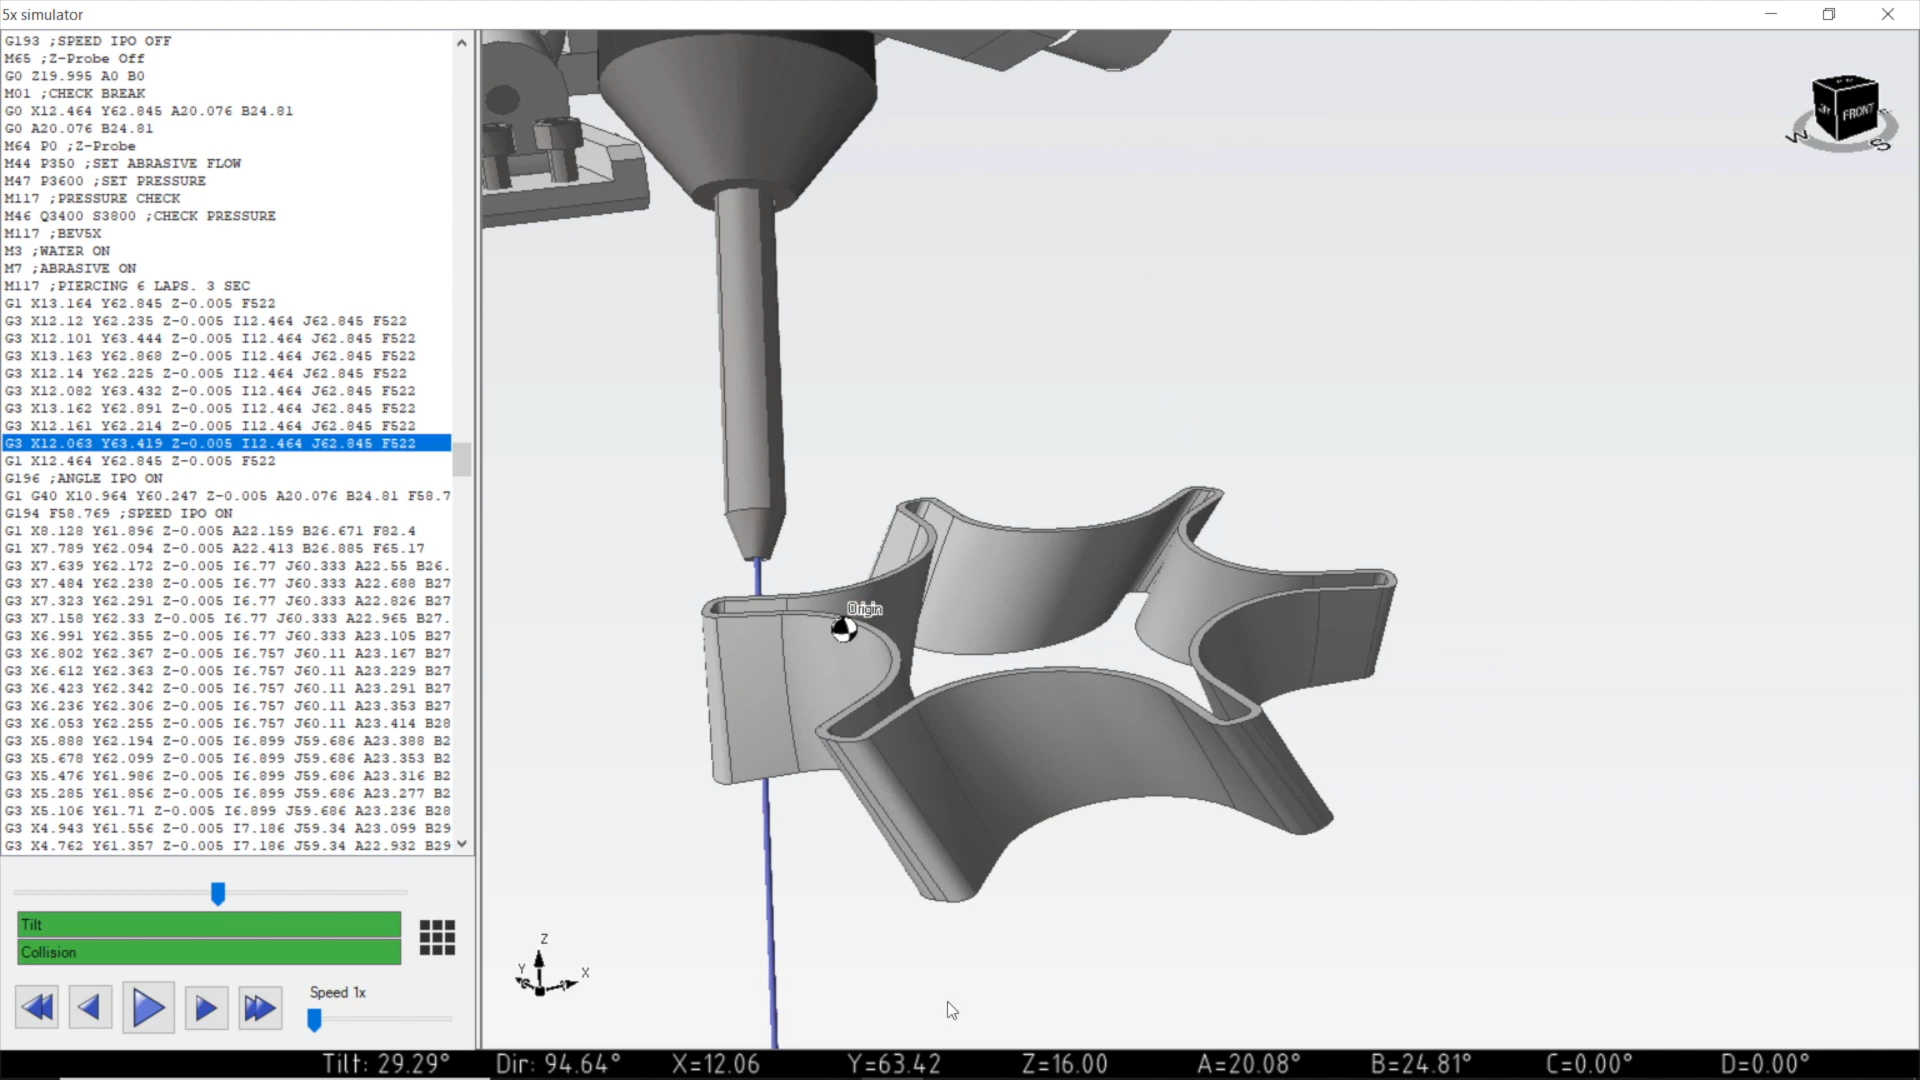 5x simulator
G193 ;SPEED IPO OFF
M65 ;Z-Probe Off
G0 Z19.995 A0 B0
M01 ;CHECK BREAK
G0 X12.464 Y62.845 A20.076 B24.81
G0 A20.076 B24.81
M64 P0 ;Z-Probe
M44 P350 ;SET ABRASIVE FLOW
M47 P3600 ;SET PRESSURE
M117 ;PRESSURE CHECK
M46 Q3400 S3800 ;CHECK PRESSURE
M117 ;BEV5X
M3 ;WATER ON
M7 ;ABRASIVE ON
M117 ;PIERCING 6 LAPS. 3 SEC
G1 X13.164 Y62.845 Z-0.005 F522
G3 X12.12 Y62.235 Z-0.005 I12.464 J62.845 F522
G3 X12.101 Y63.444 Z-0.005 I12.464 J62.845 F522
G3 X13.163 Y62.868 Z-0.005 I12.464 J62.845 F522
G3 X12.14 Y62.225 Z-0.005 I12.464 J62.845 F522
G3 X12.082 Y63.432 Z-0.005 I12.464 J62.845 F522
G3 X13.162 Y62.891 Z-0.005 I12.464 J62.845 F522
G3 X12.161 Y62.214 Z-0.005 I12.464 J62.845 F522
G3 X12.063 Y63.419 Z-0.005 I12.464 J62.845 F522
G1 X12.464 Y62.845 Z-0.005 F522
G196 ;ANGLE IPO ON
G1 G40 X10.964 Y60.247 Z-0.005 A20.076 B24.81 F58.7
G194 F58.769 ;SPEED IPO ON
G1 X8.128 Y61.896 Z-0.005 A22.159 B26.671 F82.4
G1 X7.789 Y62.094 Z-0.005 A22.413 B26.885 F65.17
G3 X7.639 Y62.172 Z-0.005 I6.77 J60.333 A22.55 B26.
G3 X7.484 Y62.238 Z-0.005 I6.77 J60.333 A22.688 B27
G3 X7.323 Y62.291 Z-0.005 I6.77 J60.333 A22.826 B27
G3 X7.158 Y62.33 Z-0.005 I6.77 J60.333 A22.965 B27.
G3 X6.991 Y62.355 Z-0.005 I6.77 J60.333 A23.105 B27
G3 X6.802 Y62.367 Z-0.005 I6.757 J60.11 A23.167 B27
G3 X6.612 Y62.363 Z-0.005 I6.757 J60.11 A23.229 B27
G3 X6.423 Y62.342 Z-0.005 I6.757 J60.11 A23.291 B27
G3 X6.236 Y62.306 Z-0.005 I6.757 J60.11 A23.353 B27
G3 X6.053 Y62.255 Z-0.005 I6.757 J60.11 A23.414 B28
G3 X5.888 Y62.194 Z-0.005 I6.899 J59.686 A23.388 B2
G3 X5.678 Y62.099 Z-0.005 I6.899 J59.686 A23.353 B2
G3 X5.476 Y61.986 Z-0.005 I6.899 J59.686 A23.316 B2
G3 X5.285 Y61.856 Z-0.005 I6.899 J59.686 A23.277 B2
G3 X5.106 Y61.71 Z-0.005 I6.899 J59.686 A23.236 B28
G3 X4.943 Y61.556 Z-0.005 I7.186 J59.34 A23.099 B29
G3 X4.762 Y61.357 Z-0.005 I7.186 J59.34 A22.932 B29
Tilt
Collision
Speed 1x
FRONT
W
S
Origin
Z
Y
X
Tilt: 29.29° Dir: 94.64° X=12.06 Y=63.42 Z=16.00 A=20.08° B=24.81° C=0.00° D=0.00°